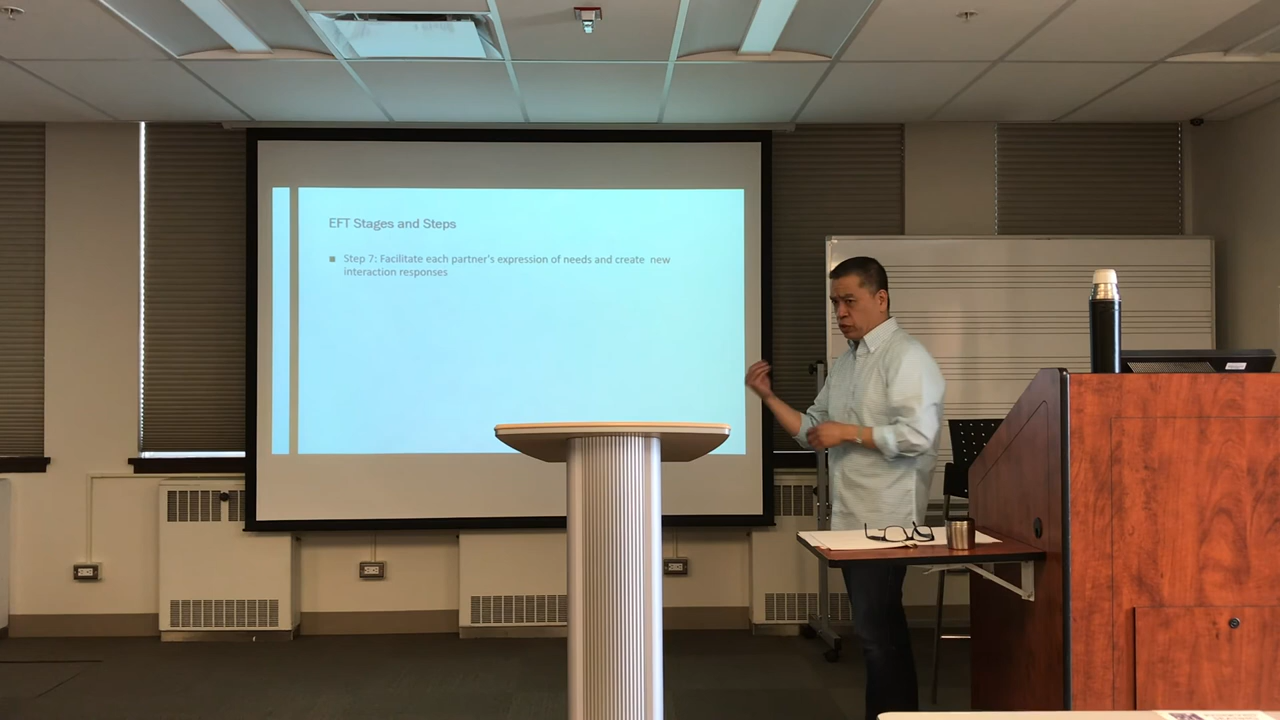 EFT Stages and Steps
Step 7: Facilitate each partner's expression of needs and create new
interaction responses